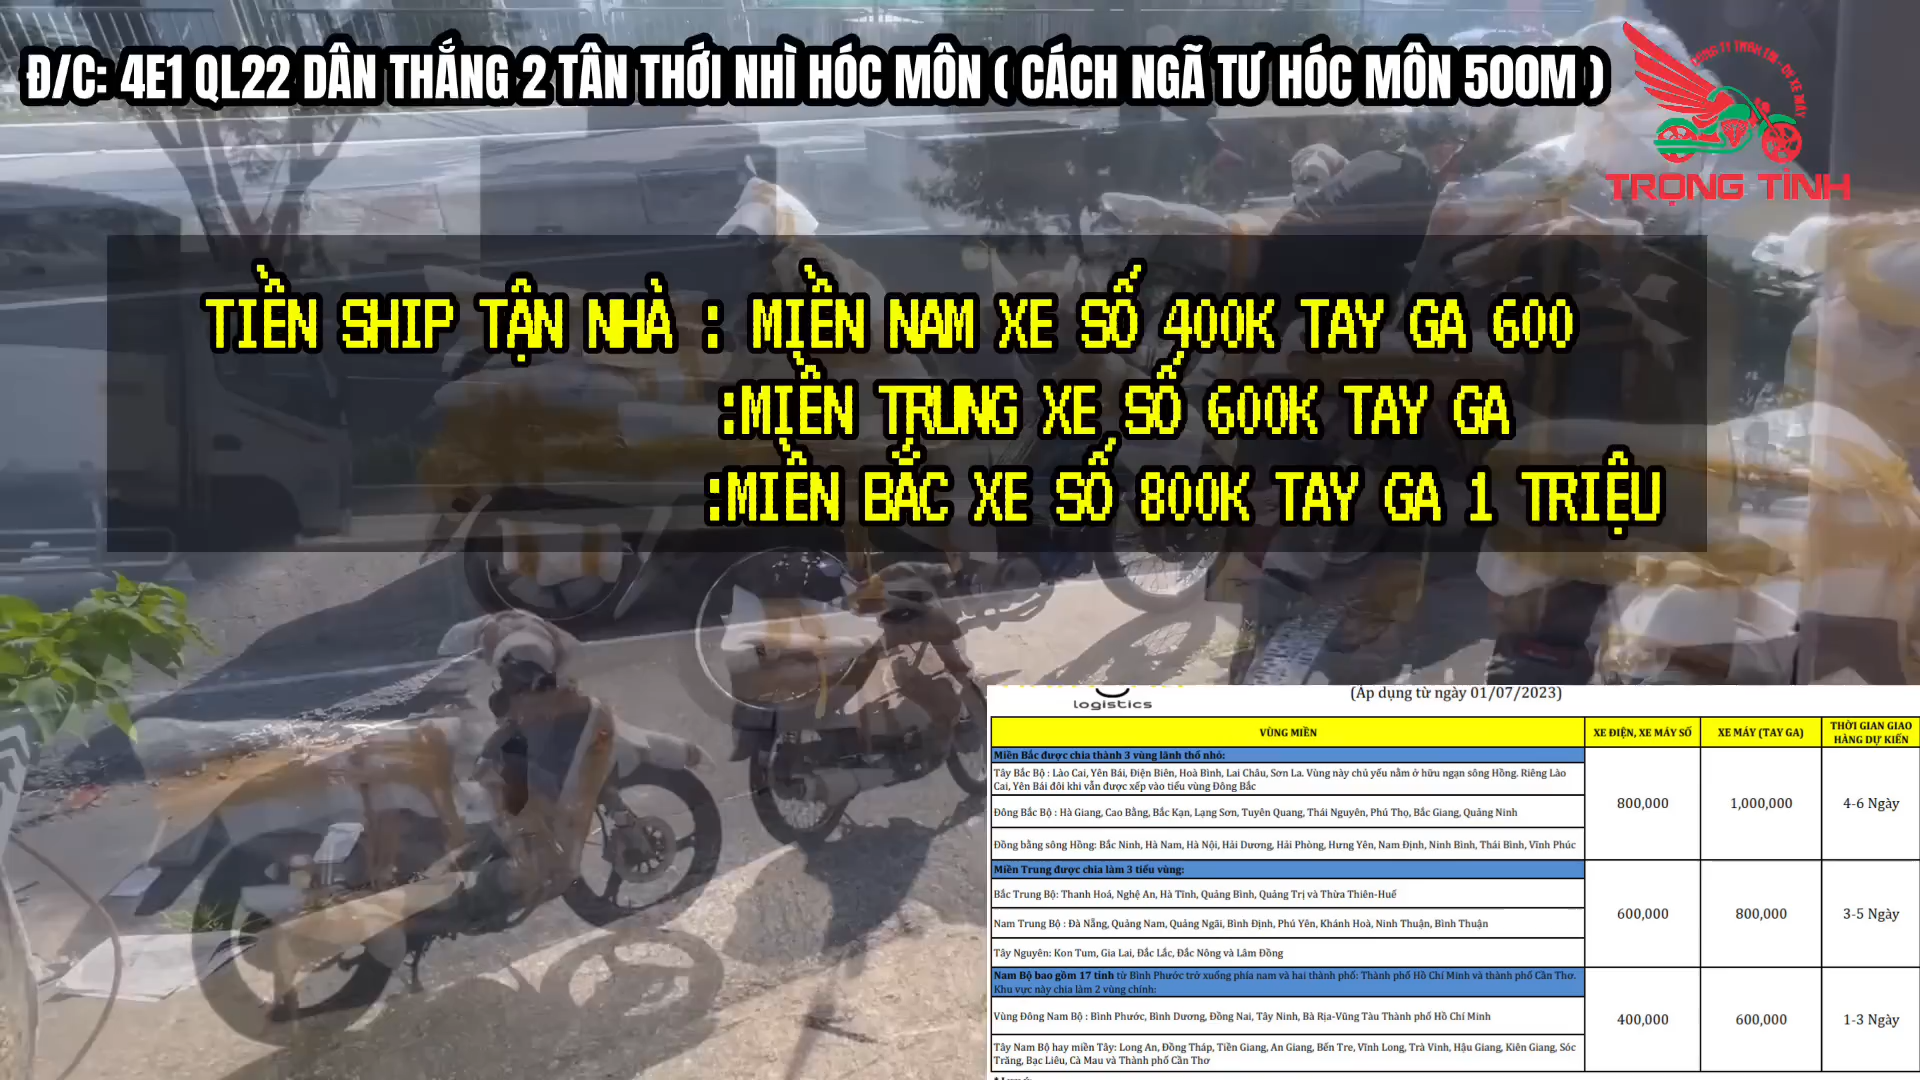 Đ/C: 4E1 QL22 DÂN THẮNG 2 TÂN THỚI NHÌ HÓC MÔN ( CÁCH NGÃ TƯ HÓC MÔN 500M )
TRỌNG TÌNH
TIỀN SHIP TẬN NHÀ : MIỀN NAM XE SỐ 400K TAY GA 600
:MIỀN TRUNG XE SỐ 600K TAY GA
:MIỀN BẮC XE SỐ 800K TAY GA 1 TRIỆU
logistics
(Áp dụng từ ngày 01/07/2023)
VÙNG MIỀN XE ĐIỆN, XE MÁY SỐ XE MÁY (TAY GA) THỜI GIAN GIAO
HÀNG DỰ KIẾN
Miền Bắc được chia thành 3 vùng lãnh thổ nhỏ:
Tây Bắc Bộ : Lào Cai, Yên Bái, Điện Biên, Hoà Bình, Lai Châu, Sơn La. Vùng này chủ yếu nằm ở hữu ngạn sông Hồng. Riêng Lào
Cai, Yên Bái đôi khi vẫn được xếp vào tiểu vùng Đông Bắc
800,000 1,000,000 4-6 Ngày
Đông Bắc Bộ : Hà Giang, Cao Bằng, Bắc Kạn, Lạng Sơn, Tuyên Quang, Thái Nguyên, Phú Thọ, Bắc Giang, Quảng Ninh
Đồng bằng sông Hồng: Bắc Ninh, Hà Nam, Hà Nội, Hải Dương, Hải Phòng, Hưng Yên, Nam Định, Ninh Bình, Thái Bình, Vĩnh Phúc
Miền Trung được chia làm 3 tiểu vùng:
Bắc Trung Bộ: Thanh Hoá, Nghệ An, Hà Tĩnh, Quảng Bình, Quảng Trị và Thừa Thiên-Huế
600,000 800,000 3-5 Ngày
Nam Trung Bộ : Đà Nẵng, Quảng Nam, Quảng Ngãi, Bình Định, Phú Yên, Khánh Hoà, Ninh Thuận, Bình Thuận
Tây Nguyên: Kon Tum, Gia Lai, Đắc Lắc, Đắc Nông và Lâm Đồng
Nam Bộ bao gồm 17 tỉnh từ Bình Phước trở xuống phía nam và hai thành phố: Thành phố Hồ Chí Minh và thành phố Cần Thơ.
Khu vực này chia làm 2 vùng chính:
Vùng Đông Nam Bộ : Bình Phước, Bình Dương, Đồng Nai, Tây Ninh, Bà Rịa-Vũng Tàu Thành phố Hồ Chí Minh
400,000 600,000 1-3 Ngày
Tây Nam Bộ hay miền Tây: Long An, Đồng Tháp, Tiền Giang, An Giang, Bến Tre, Vĩnh Long, Trà Vinh, Hậu Giang, Kiên Giang, Sóc
Trăng, Bạc Liêu, Cà Mau và Thành phố Cần Thơ